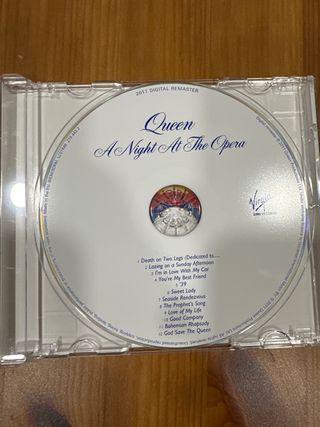 2011 DIGITAL REMASTER
Queen
A Night At The Opera
Virgin
EMI RECORDS
1 Death on Two Legs (Dedicated to....
2 Lazing on a Sunday Afternoon
3 I'm in Love With My Car
4 You're My Best Friend
5 '39
6 Sweet Lady
7 Seaside Rendezvous
8 The Prophet's Song
9 Love of My Life
10 Good Company
11 Bohemian Rhapsody
12 God Save The Queen